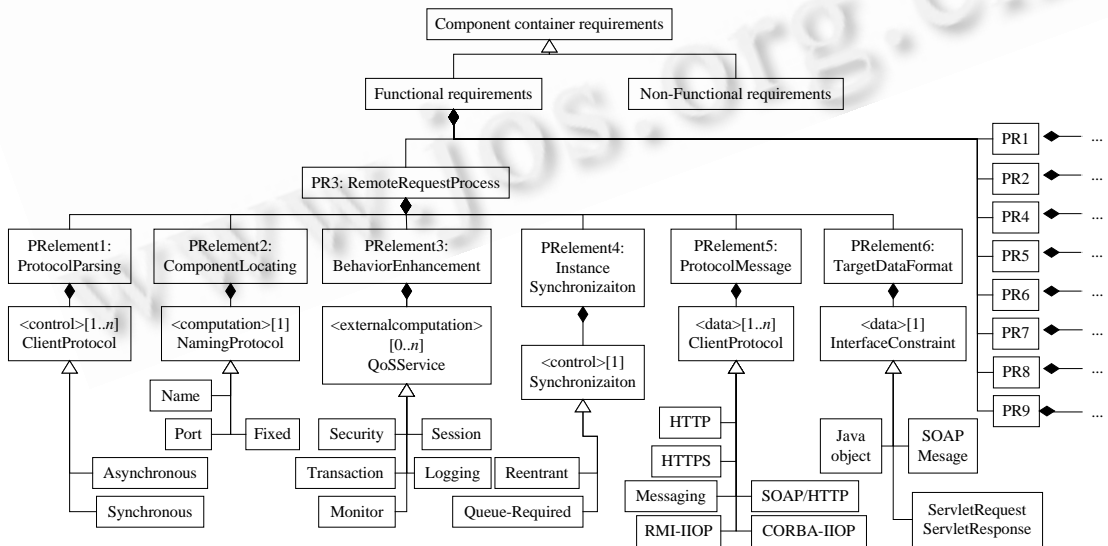 www.jos.org.cn
Component container requirements
Functional requirements
Non-Functional requirements
PR3: RemoteRequestProcess
PR1
...
PR2
...
PR4
...
PR5
...
PR6
...
PR7
...
PR8
...
PR9
...
PRelement1:
ProtocolParsing
PRelement2:
ComponentLocating
PRelement3:
BehaviorEnhancement
PRelement4:
Instance
Synchronizaiton
PRelement5:
ProtocolMessage
PRelement6:
TargetDataFormat
<control>[1..n]
ClientProtocol
<computation>[1]
NamingProtocol
<externalcomputation>
[0..n]
QoSService
<control>[1]
Synchronizaiton
<data>[1..n]
ClientProtocol
<data>[1]
InterfaceConstraint
Asynchronous
Synchronous
Name
Port
Fixed
Security
Session
Transaction
Logging
Monitor
Reentrant
Queue-Required
HTTP
HTTPS
Messaging
SOAP/HTTP
RMI-IIOP
CORBA-IIOP
Java
object
SOAP
Mesage
ServletRequest
ServletResponse